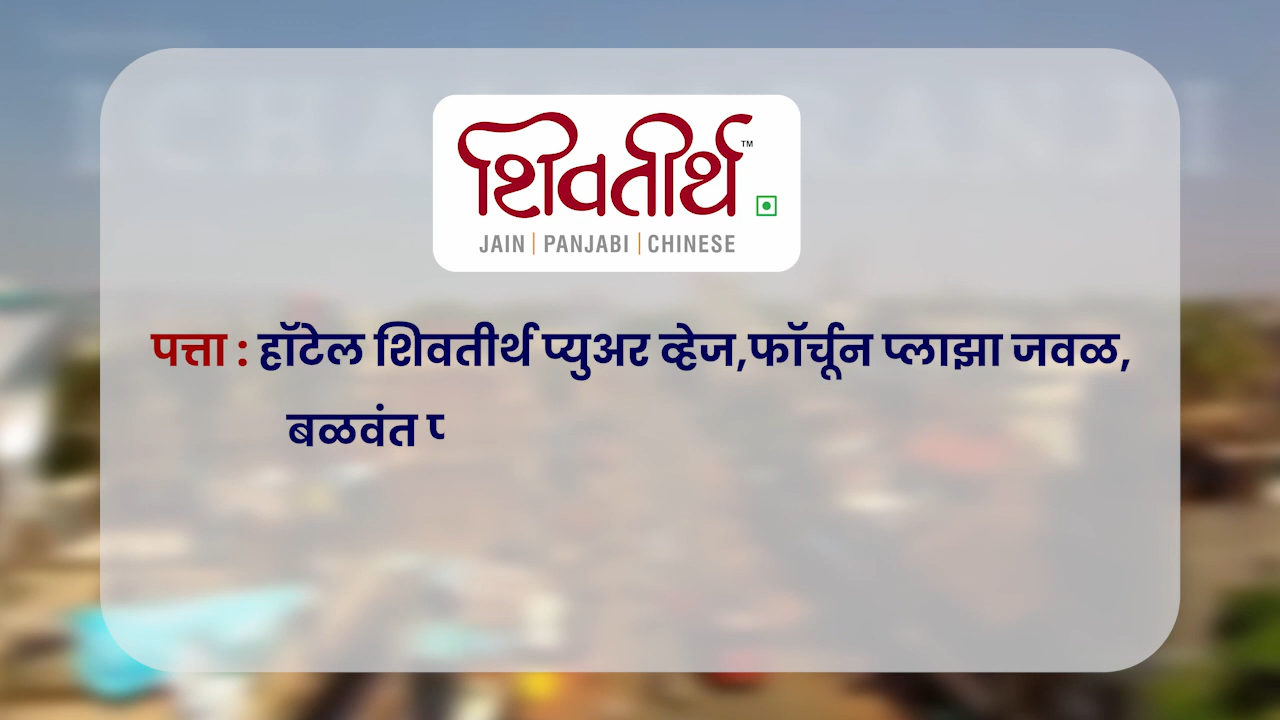 शिवतीर्थ™
JAIN | PANJABI | CHINESE
पत्ता : हॉटेल शिवतीर्थ प्युअर व्हेज,फॉर्चून प्लाझा जवळ,
बळवंत